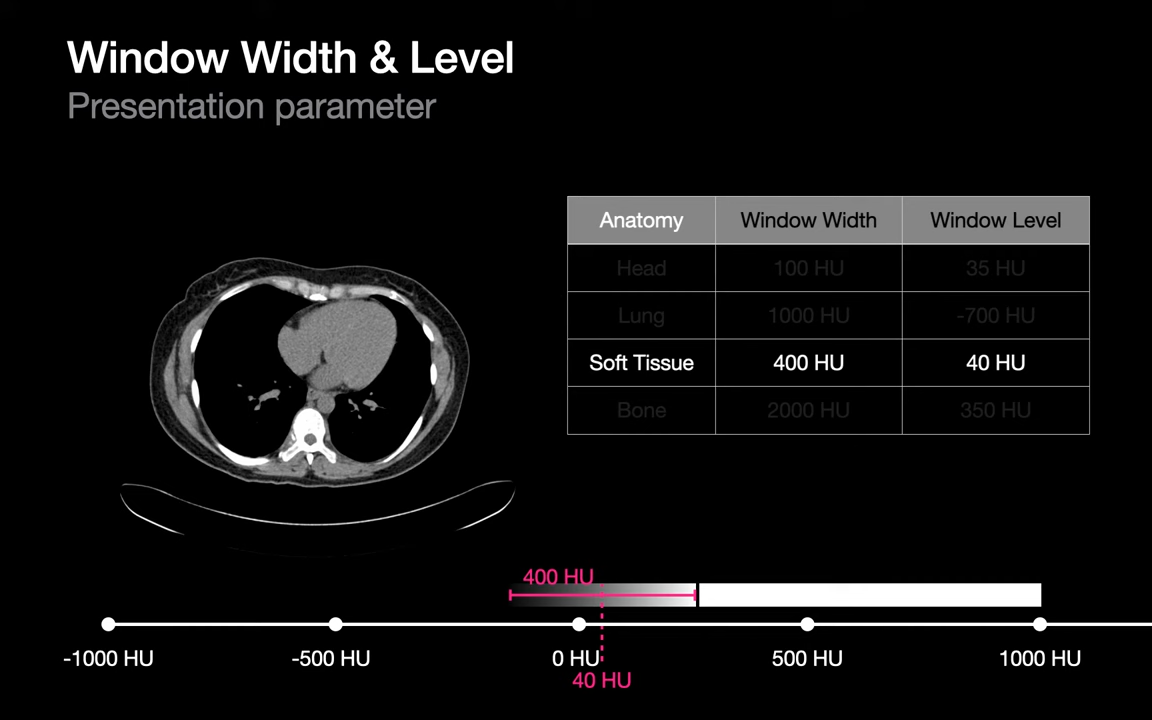 Window Width & Level
Presentation parameter
Anatomy Window Width Window Level
Head 100 HU 35 HU
Lung 1000 HU -700 HU
Soft Tissue 400 HU 40 HU
Bone 2000 HU 350 HU
400 HU
-1000 HU -500 HU 0 HU 500 HU 1000 HU
40 HU